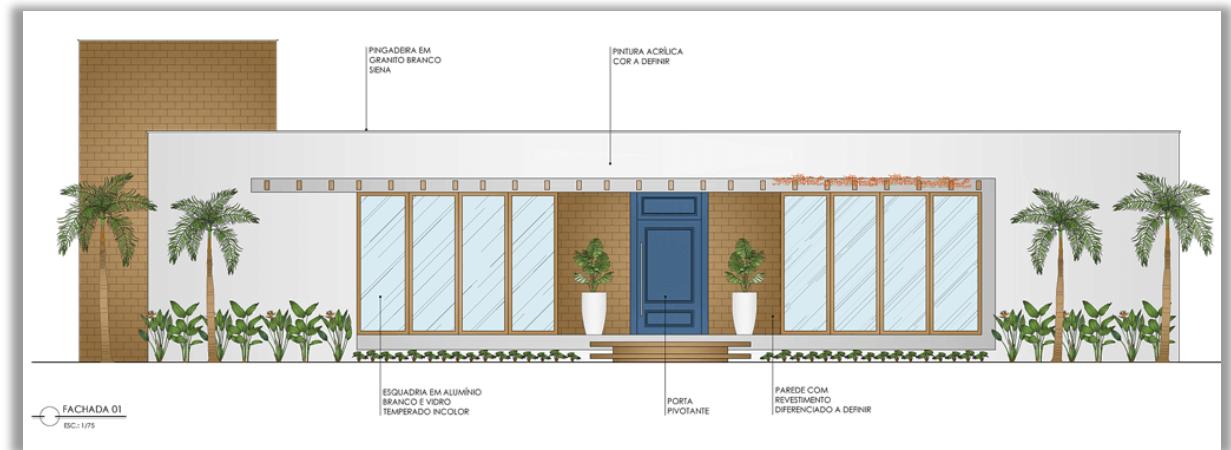 PINGADEIRA EM
GRANITO BRANCO
SIENA
PINTURA ACRÍLICA
COR A DEFINIR
ESQUADRIA EM ALUMÍNIO
BRANCO E VIDRO
TEMPERADO INCOLOR
PORTA
PIVOTANTE
PAREDE COM
REVESTIMENTO
DIFERENCIADO A DEFINIR
FACHADA 01
ESC.: 1/75